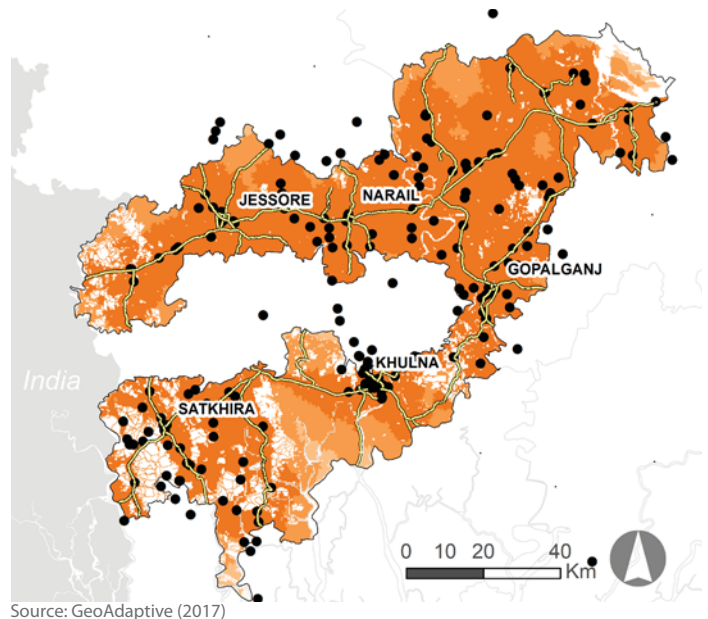 JESSORE
NARAIL
GOPALGANJ
KHULNA
India
SATKHIRA
0 10 20 40
Km
Source: GeoAdaptive (2017)